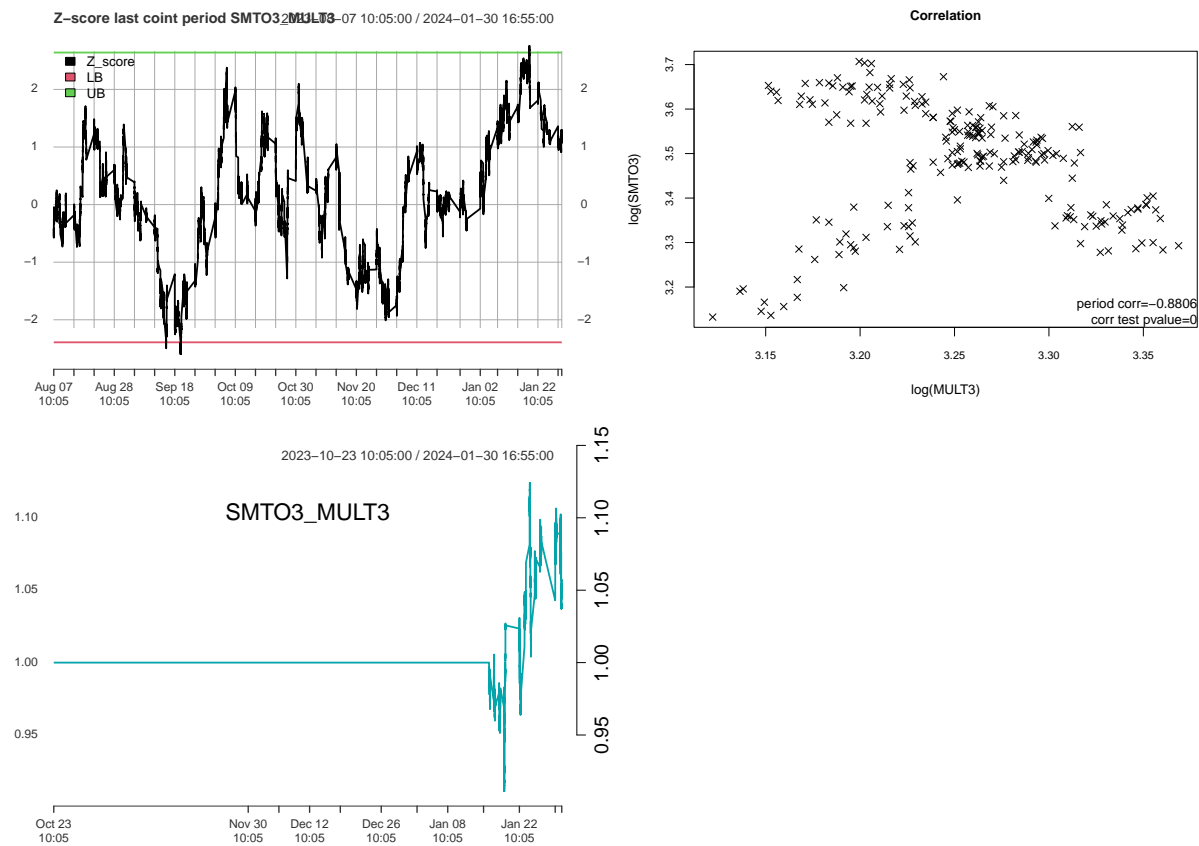 Z−score last coint period SMTO3_MULT3 2023−08−07 10:05:00 / 2024−01−30 16:55:00
Z_score
LB
UB
2
1
0
−1
−2
2
1
0
−1
−2
Aug 07 10:05
Aug 28 10:05
Sep 18 10:05
Oct 09 10:05
Oct 30 10:05
Nov 20 10:05
Dec 11 10:05
Jan 02 10:05
Jan 22 10:05
Correlation
log(SMTO3)
3.7
3.6
3.5
3.4
3.3
3.2
period corr=−0.8806
corr test pvalue=0
3.15 3.20 3.25 3.30 3.35
log(MULT3)
2023−10−23 10:05:00 / 2024−01−30 16:55:00
SMTO3_MULT3
1.10
1.05
1.00
0.95
1.15
1.10
1.05
1.00
0.95
Oct 23 10:05
Nov 30 10:05
Dec 12 10:05
Dec 26 10:05
Jan 08 10:05
Jan 22 10:05